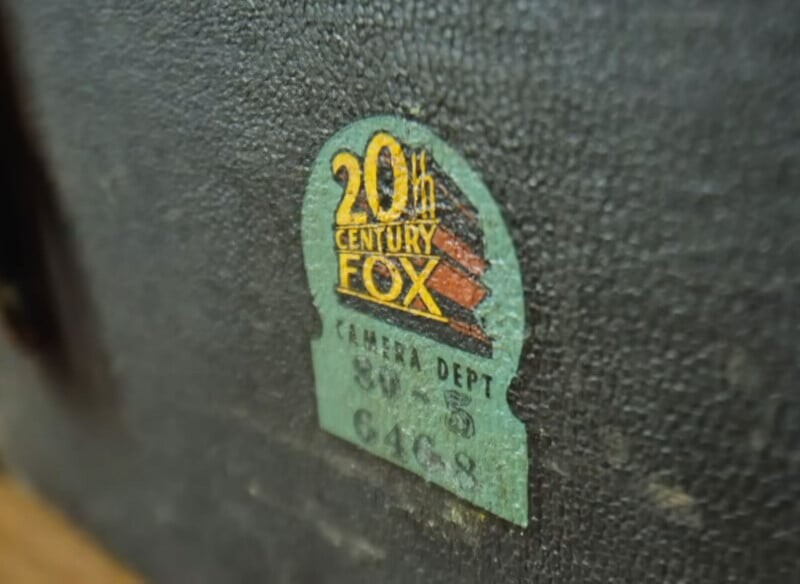 20th
CENTURY
FOX
CAMERA DEPT
80-5
6468